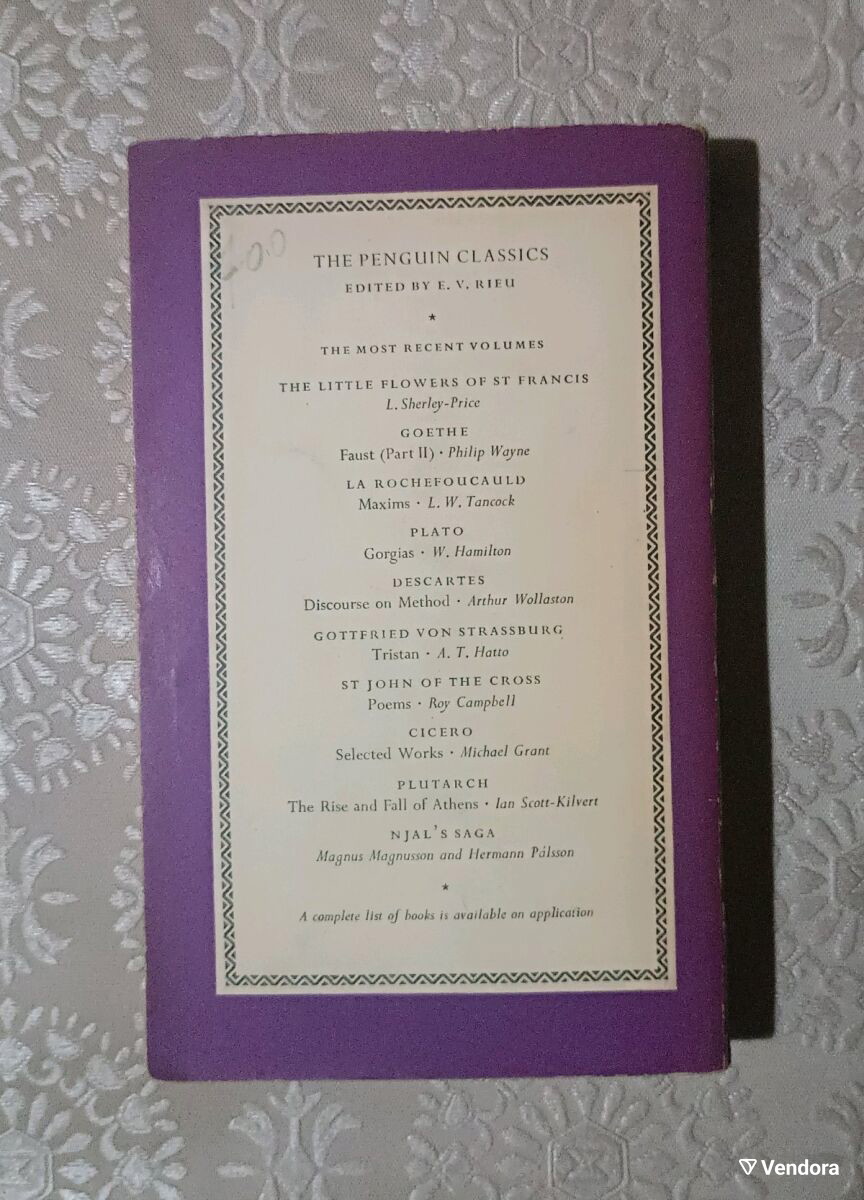 THE PENGUIN CLASSICS
EDITED BY E. V. RIEU
★
THE MOST RECENT VOLUMES
THE LITTLE FLOWERS OF ST FRANCIS
L. Sherley-Price
GOETHE
Faust (Part II) · Philip Wayne
LA ROCHEFOUCAULD
Maxims · L. W. Tancock
PLATO
Gorgias · W. Hamilton
DESCARTES
Discourse on Method · Arthur Wollaston
GOTTFRIED VON STRASSBURG
Tristan · A. T. Hatto
ST JOHN OF THE CROSS
Poems · Roy Campbell
CICERO
Selected Works · Michael Grant
PLUTARCH
The Rise and Fall of Athens · Ian Scott-Kilvert
NJAL'S SAGA
Magnus Magnusson and Hermann Pálsson
★
A complete list of books is available on application
Vendora